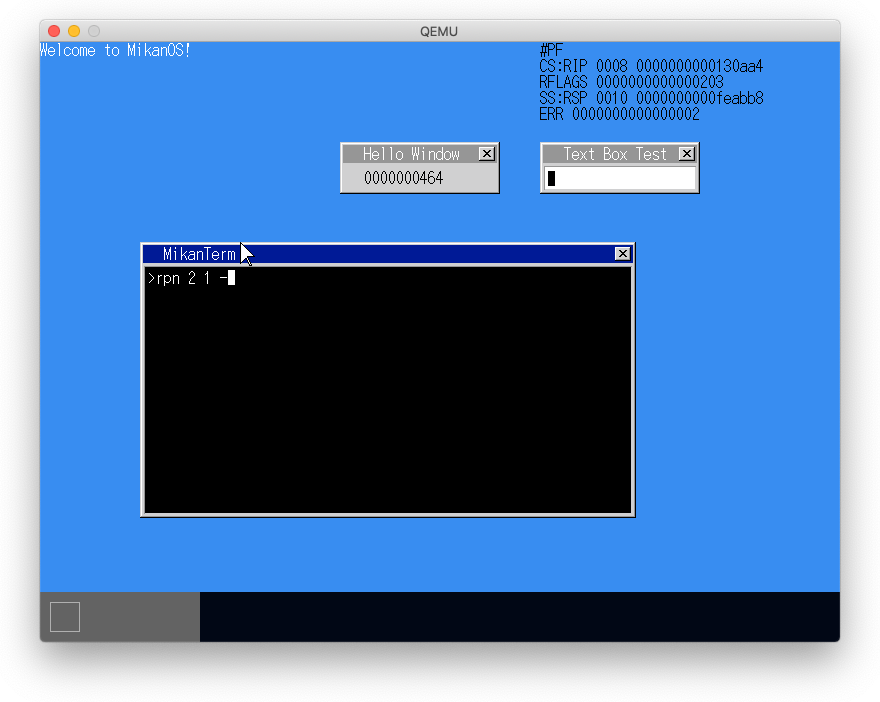 QEMU
Welcome to MikanOS!
#PF
CS:RIP 0008 0000000000130aa4
RFLAGS 0000000000000203
SS:RSP 0010 0000000000feabb8
ERR 0000000000000002
Hello Window
0000000464
Text Box Test
MikanTerm
>rpn 2 1 -